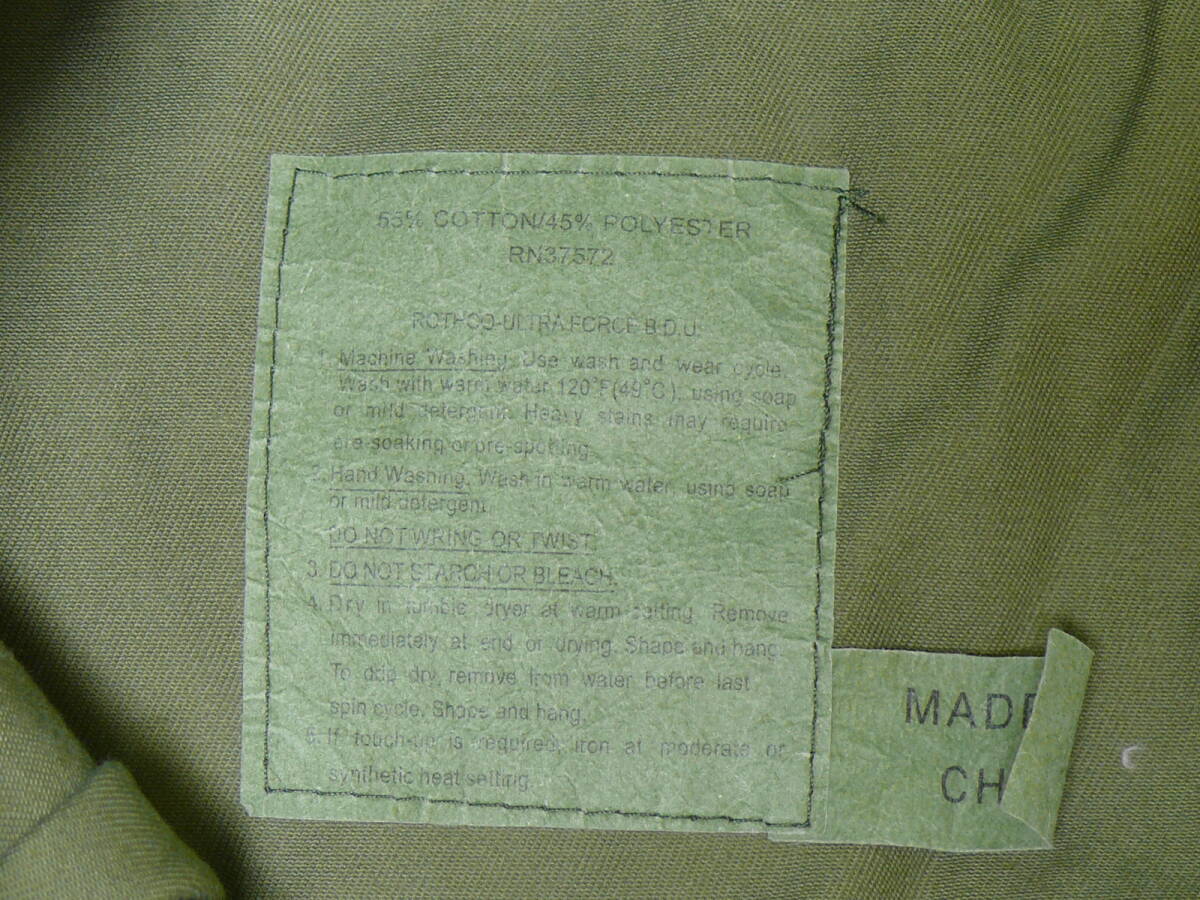 55% COTTON/45% POLYESTER
RN37572
ROTHCO-ULTRA FORCE B.D.U.
1. Machine Washing. Use wash and wear cycle.
Wash with warm water 120°F(49°C), using soap
or mild detergent. Heavy stains may require
pre-soaking or pre-spotting.
2. Hand Washing. Wash in warm water, using soap
or mild detergent.
DO NOT WRING OR TWIST.
3. DO NOT STARCH OR BLEACH.
4. Dry in tumble dryer at warm setting. Remove
immediately at end of drying. Shape and hang.
To drip dry, remove from water before last
spin cycle. Shape and hang.
5. If touch-up is required, iron at moderate or
synthetic heat setting.
MADE
CH